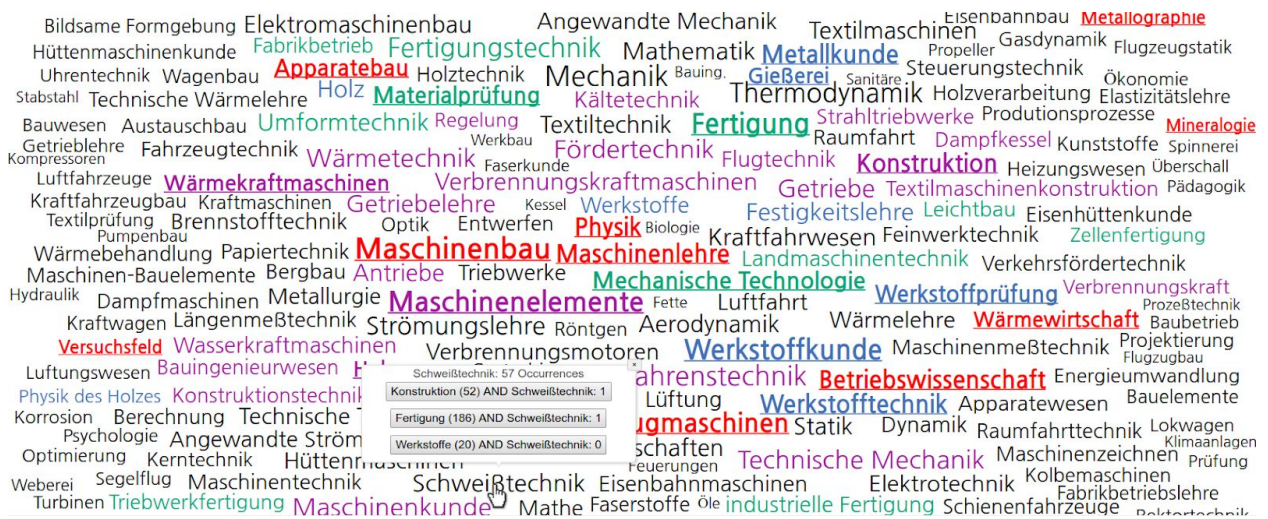 Bildsame Formgebung Elektromaschinenbau Angewandte Mechanik Textilmaschinen Eisenbahnbau Metallographie
Hüttenmaschinenkunde Fabrikbetrieb Fertigungstechnik Mathematik Metallkunde Propeller Gasdynamik Flugzeugstatik
Uhrentechnik Wagenbau Apparatebau Holztechnik Mechanik Bauing. Gießerei Sanitäre Steuerungstechnik Ökonomie
Stabstahl Technische Wärmelehre Holz Materialprüfung Kältetechnik Thermodynamik Holzverarbeitung Elastizitätslehre
Bauwesen Austauschbau Umformtechnik Regelung Textiltechnik Fertigung Strahltriebwerke Produtionsprozesse Mineralogie
Getrieblehre Fahrzeugtechnik Wärmetechnik Werkbau Fördertechnik Raumfahrt Dampfkessel Kunststoffe Spinnerei
Kompressoren Faserkunde Flugtechnik Konstruktion Heizungswesen Überschall
Luftfahrzeuge Wärmekraftmaschinen Verbrennungskraftmaschinen Getriebe Textilmaschinenkonstruktion Pädagogik
Kraftfahrzeugbau Kraftmaschinen Getriebelehre Kessel Werkstoffe Festigkeitslehre Leichtbau Eisenhüttenkunde
Textilprüfung Brennstofftechnik Optik Entwerfen Physik Biologie Kraftfahrwesen Feinwerktechnik Zellenfertigung
Pumpenbau
Wärmebehandlung Papiertechnik Maschinenbau Maschinenlehre Landmaschinentechnik Verkehrsfördertechnik
Maschinen-Bauelemente Bergbau Antriebe Triebwerke Mechanische Technologie Werkstoffprüfung Verbrennungskraft
Hydraulik Dampfmaschinen Metallurgie Maschinenelemente Fette Luftfahrt Prozeßtechnik
Kraftwagen Längenmeßtechnik Strömungslehre Röntgen Aerodynamik Wärmelehre Wärmewirtschaft Baubetrieb
Versuchsfeld Wasserkraftmaschinen Verbrennungsmotoren Werkstoffkunde Maschinenmeßtechnik Projektierung
Flugzugbau
Luftungswesen Bauingenieurwesen Schweißtechnik: 57 Occurrences x ahrenstechnik Betriebswissenschaft Energieumwandlung
Physik des Holzes Konstruktionstechnik Konstruktion (52) AND Schweißtechnik: 1 Lüftung Werkstofftechnik Apparatewesen Bauelemente
Korrosion Berechnung Technische Fertigung (186) AND Schweißtechnik: 1 ugmaschinen Statik Dynamik Raumfahrttechnik Lokwagen
Psychologie Angewandte Ström Werkstoffe (20) AND Schweißtechnik: 0 schaften Klimaanlagen
Optimierung Kerntechnik Hüttenmaschinen Feuerungen Technische Mechanik Maschinenzeichnen Prüfung
Weberei Segelflug Maschinentechnik Schweißtechnik Eisenbahnmaschinen Elektrotechnik Kolbemaschinen
Turbinen Triebwerkfertigung Maschinenkunde Mathe Faserstoffe Öle industrielle Fertigung Schienenfahrzeuge Fabrikbetriebslehre